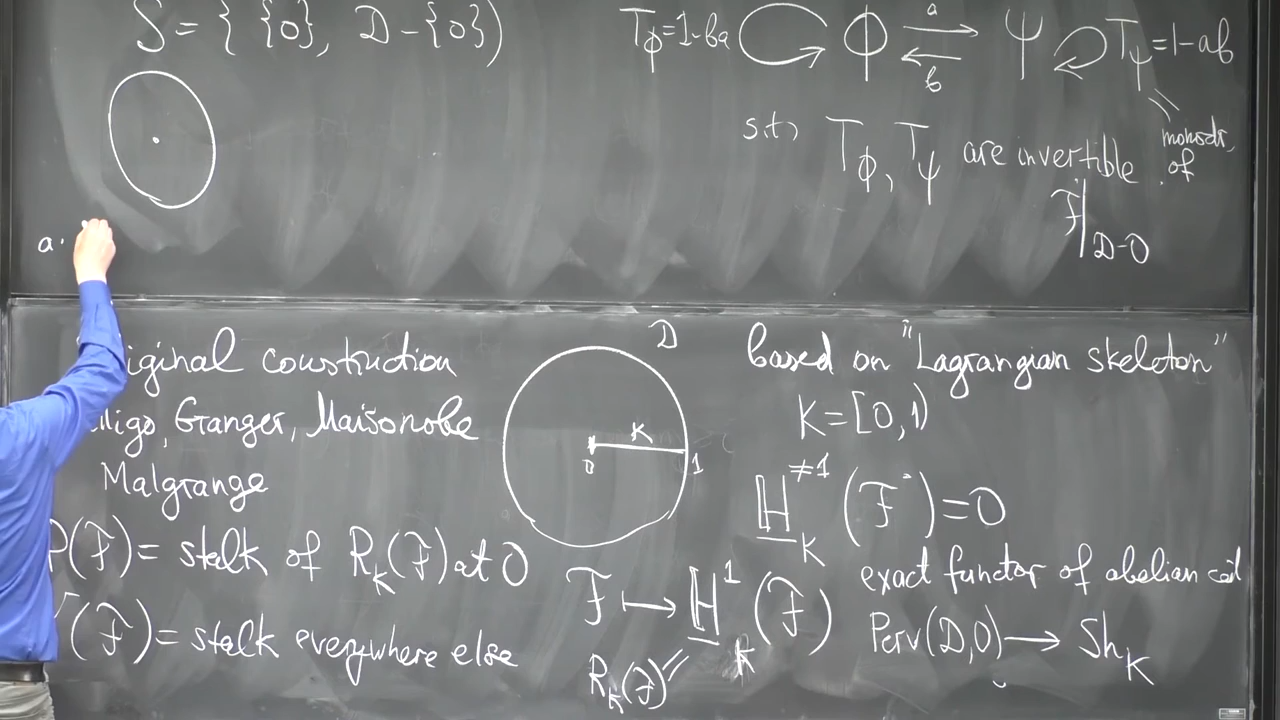 S = { {0}, D - {0} )
T_Φ = 1-ba Φ a b Ψ T_Ψ = 1-ab
s.t) T_Φ, T_Ψ are invertible
monodr. of
F|_{D-0}
a.
iginal construction
Galligo, Granger, Maisonobe
Malgrange
(F) = stalk of R_K(F) at 0
(F) = stalk everywhere else
D
K
0
1
F ↦ H^1_K (F)
R_K(F) =
based on "Lagrangian skeleton"
K = [0,1)
H^{≠1}_K (F˙) = 0
exact functor of abelian cat
Perv(D,0) → Sh_K